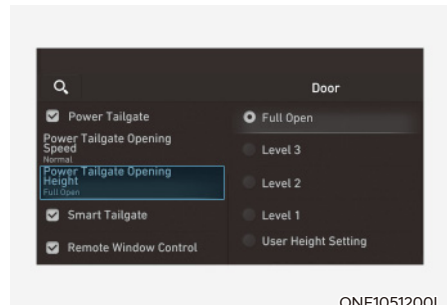 Door
Power Tailgate
Power Tailgate Opening
Speed
Normal
Power Tailgate Opening
Height
Full Open
Smart Tailgate
Remote Window Control
Full Open
Level 3
Level 2
Level 1
User Height Setting
ONE1051200L